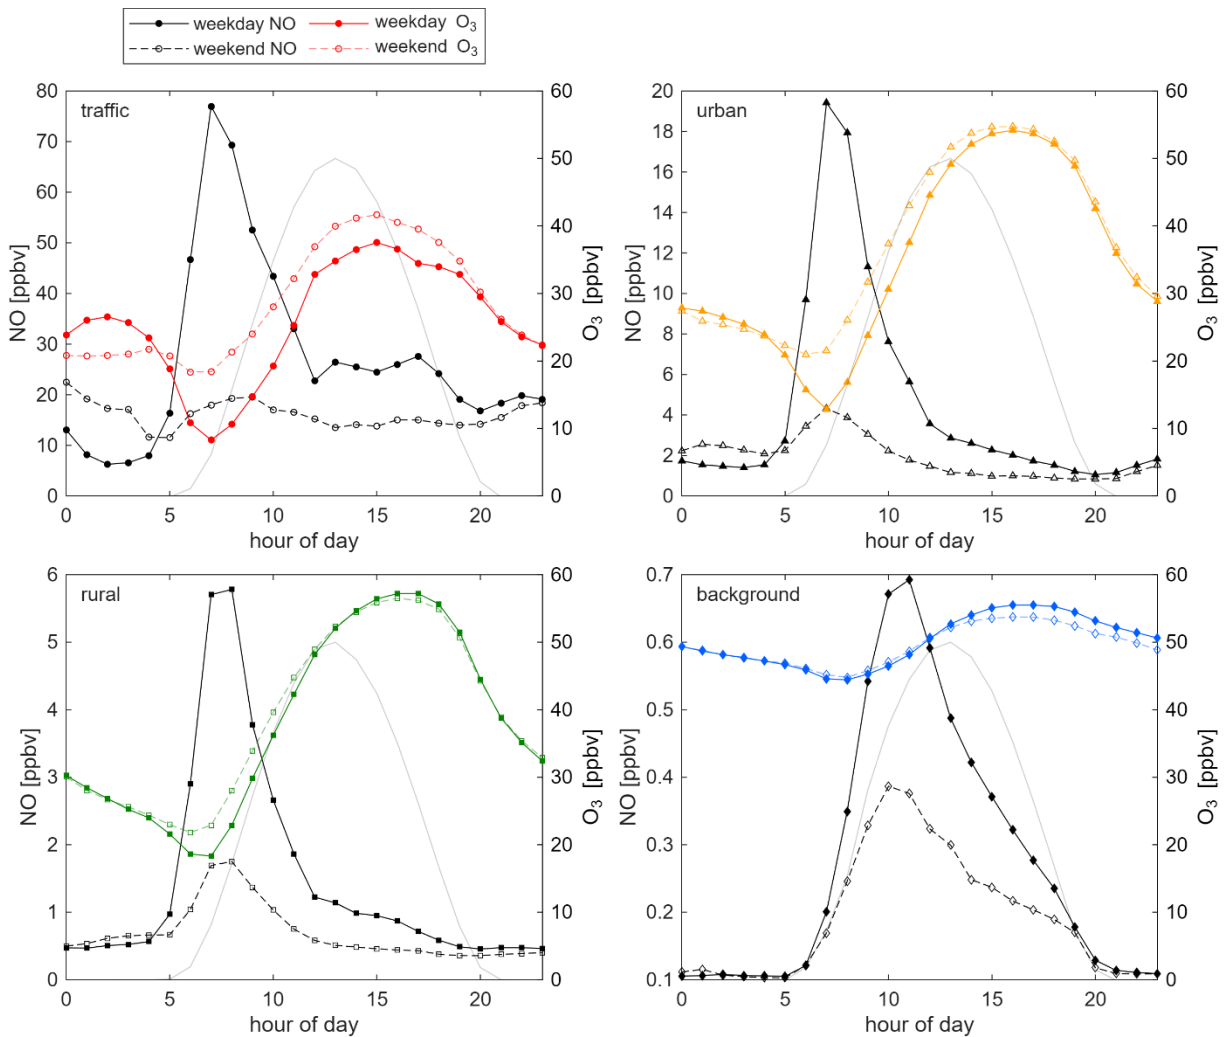 weekday NO weekday O3
weekend NO weekend O3
traffic
NO [ppbv]
80
70
60
50
40
30
20
10
0
O3 [ppbv]
60
50
40
30
20
10
0
0 5 10 15 20
hour of day
urban
NO [ppbv]
20
18
16
14
12
10
8
6
4
2
0
O3 [ppbv]
60
50
40
30
20
10
0
0 5 10 15 20
hour of day
rural
NO [ppbv]
6
5
4
3
2
1
0
O3 [ppbv]
60
50
40
30
20
10
0
0 5 10 15 20
hour of day
background
NO [ppbv]
0.7
0.6
0.5
0.4
0.3
0.2
0.1
O3 [ppbv]
60
50
40
30
20
10
0
0 5 10 15 20
hour of day